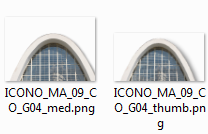 ICONO_MA_09_C
O_G04_med.png
ICONO_MA_09_C
O_G04_thumb.pn
g